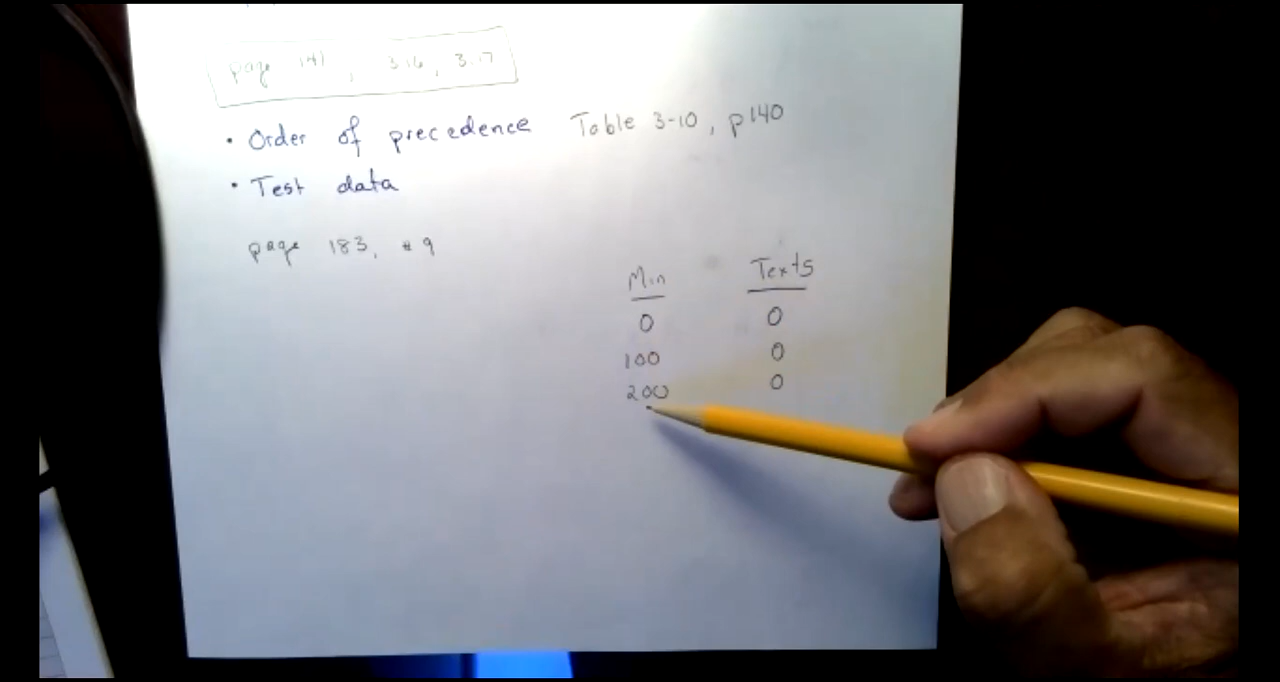 page 141, 3.16, 3.17
• Order of precedence Table 3-10, p140
• Test data
page 183, #9
Min Texts
0 0
100 0
200 0